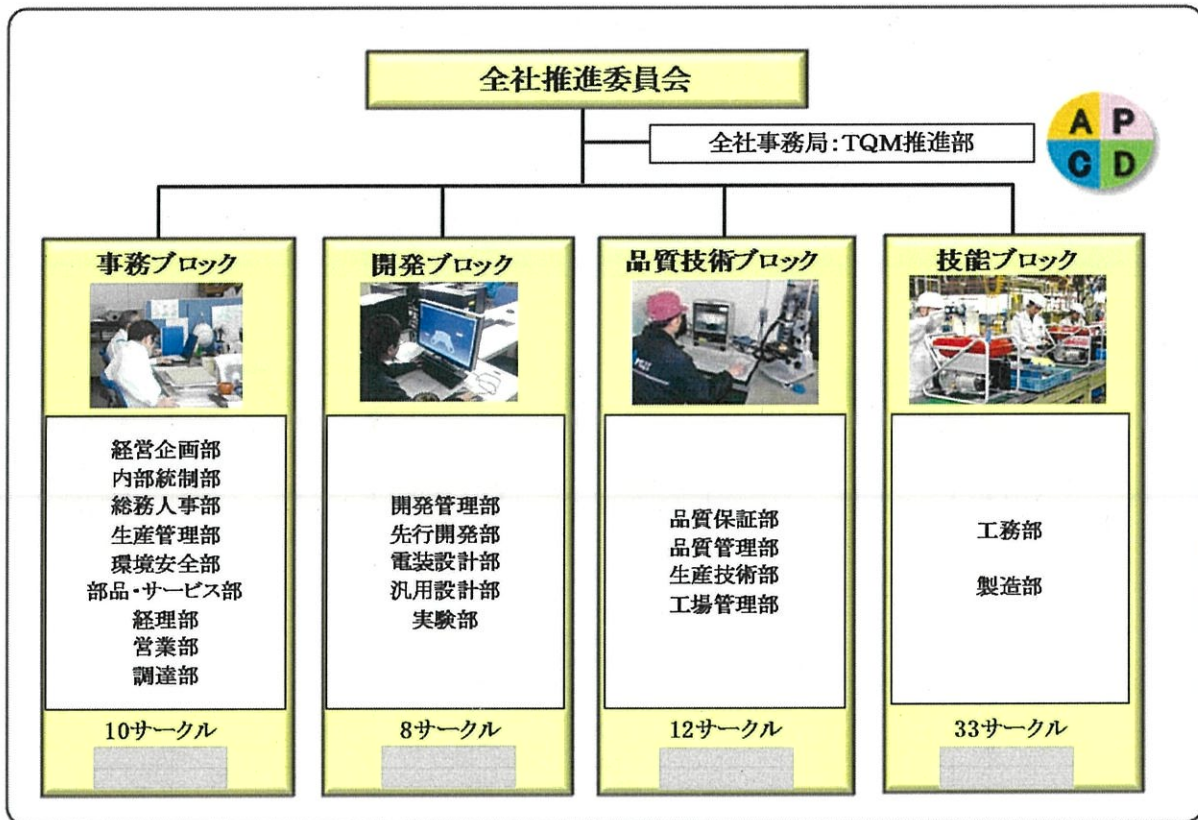 全社推進委員会
全社事務局:TQM推進部
A P
C D
事務ブロック
経営企画部
内部統制部
総務人事部
生産管理部
環境安全部
部品・サービス部
経理部
営業部
調達部
10サークル
開発ブロック
開発管理部
先行開発部
電装設計部
汎用設計部
実験部
8サークル
品質技術ブロック
品質保証部
品質管理部
生産技術部
工場管理部
12サークル
技能ブロック
工務部
製造部
33サークル